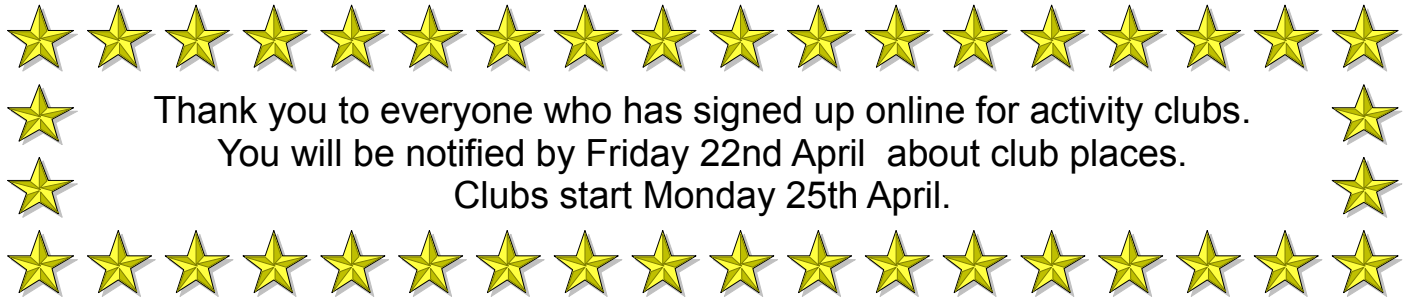 Thank you to everyone who has signed up online for activity clubs.
You will be notified by Friday 22nd April  about club places.
Clubs start Monday 25th April.